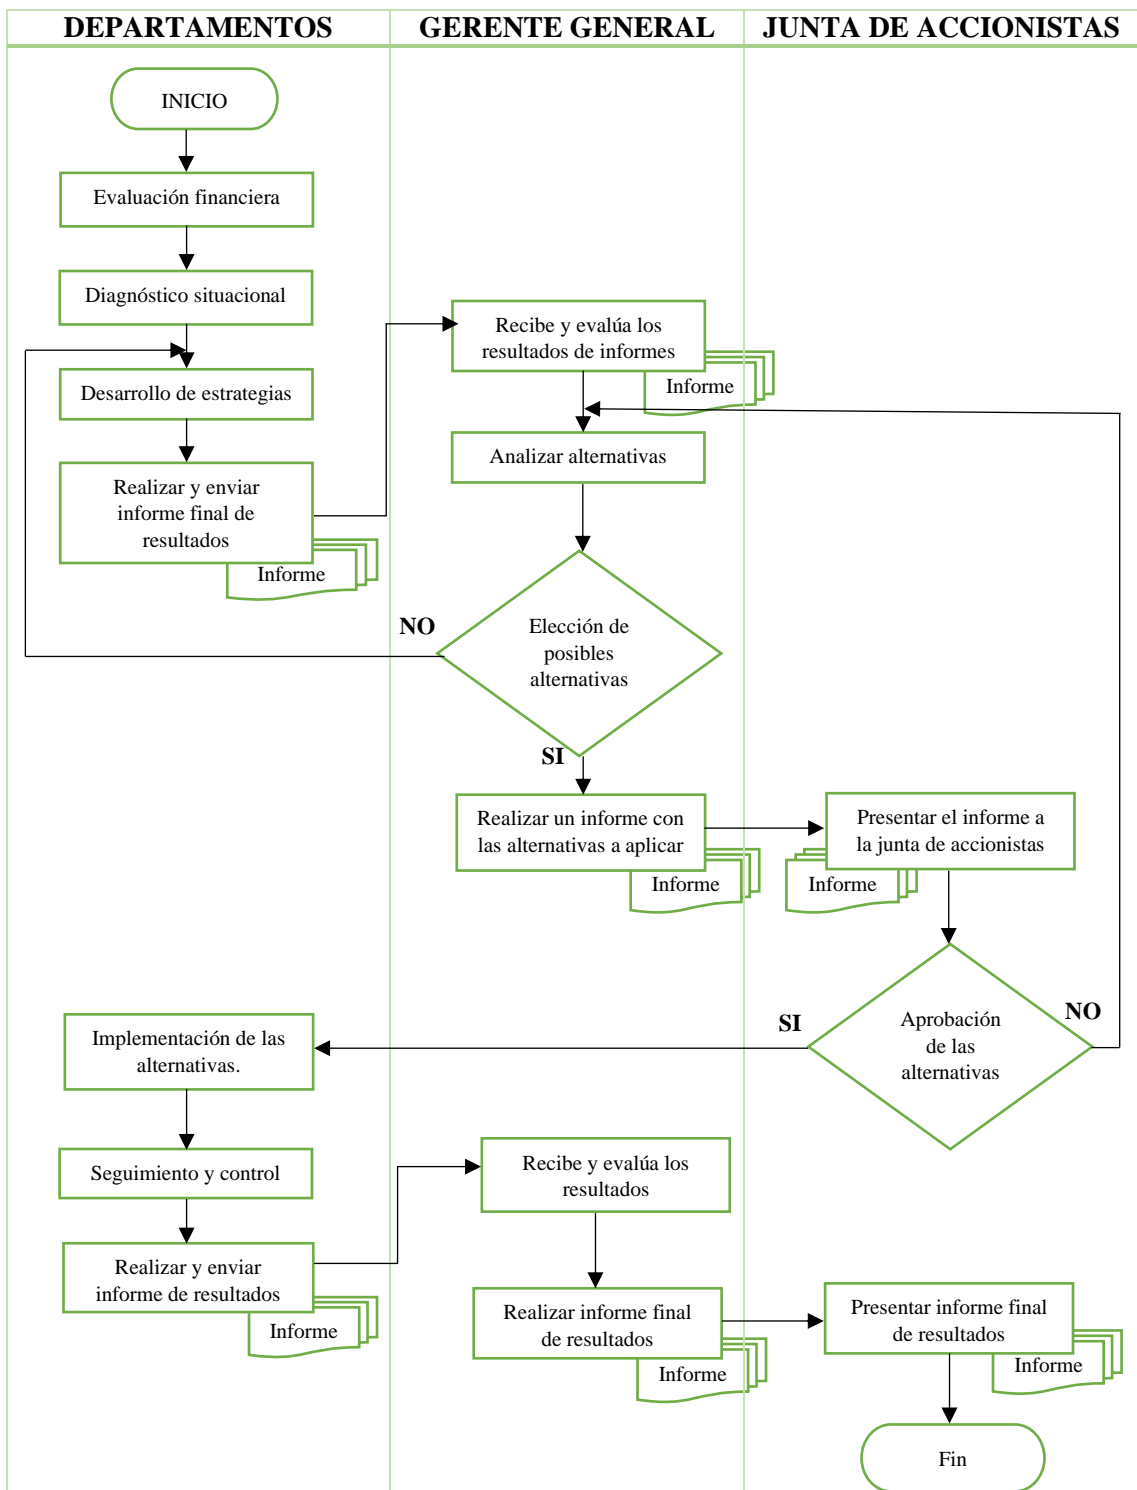 DEPARTAMENTOS
GERENTE GENERAL
JUNTA DE ACCIONISTAS
INICIO
Evaluación financiera
Diagnóstico situacional
Desarrollo de estrategias
Realizar y enviar
informe final de
resultados
Informe
Recibe y evalúa los
resultados de informes
Informe
Analizar alternativas
Elección de
posibles
alternativas
NO
SI
Realizar un informe con
las alternativas a aplicar
Informe
Presentar el informe a
la junta de accionistas
Informe
Aprobación
de las
alternativas
SI
NO
Implementación de las
alternativas.
Seguimiento y control
Realizar y enviar
informe de resultados
Informe
Recibe y evalúa los
resultados
Realizar informe final
de resultados
Informe
Presentar informe final
de resultados
Informe
Fin